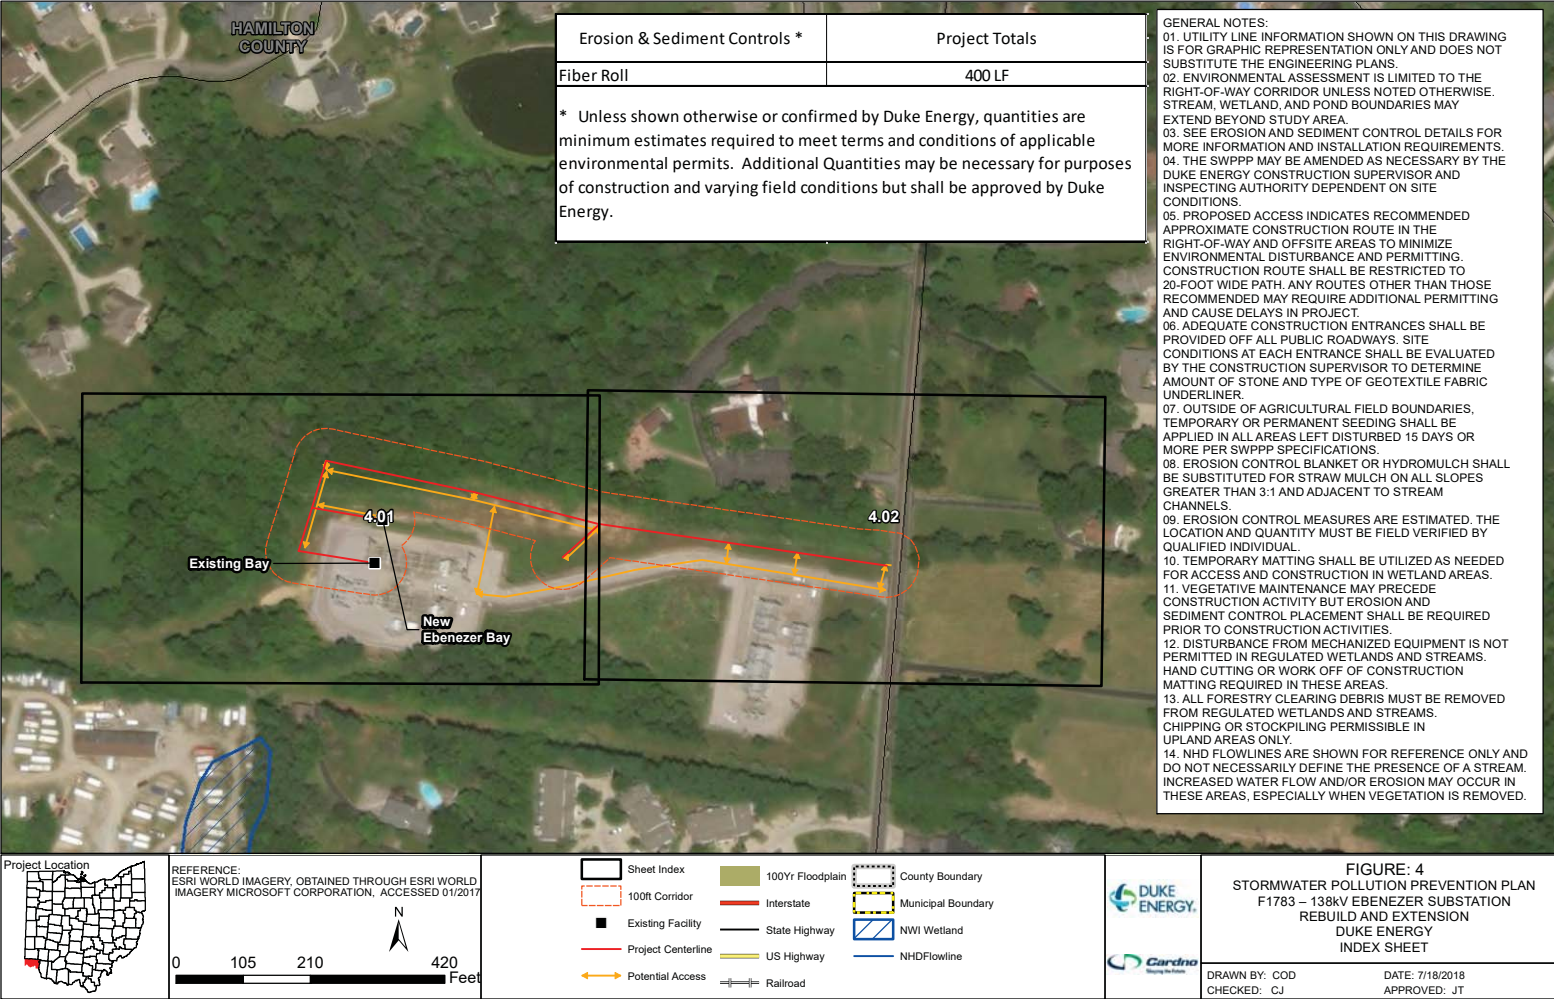 HAMILTON
COUNTY
Erosion & Sediment Controls *
Project Totals
Fiber Roll
400 LF
* Unless shown otherwise or confirmed by Duke Energy, quantities are
minimum estimates required to meet terms and conditions of applicable
environmental permits. Additional Quantities may be necessary for purposes
of construction and varying field conditions but shall be approved by Duke
Energy.
GENERAL NOTES:
01. UTILITY LINE INFORMATION SHOWN ON THIS DRAWING
IS FOR GRAPHIC REPRESENTATION ONLY AND DOES NOT
SUBSTITUTE THE ENGINEERING PLANS.
02. ENVIRONMENTAL ASSESSMENT IS LIMITED TO THE
RIGHT-OF-WAY CORRIDOR UNLESS NOTED OTHERWISE.
STREAM, WETLAND, AND POND BOUNDARIES MAY
EXTEND BEYOND STUDY AREA.
03. SEE EROSION AND SEDIMENT CONTROL DETAILS FOR
MORE INFORMATION AND INSTALLATION REQUIREMENTS.
04. THE SWPPP MAY BE AMENDED AS NECESSARY BY THE
DUKE ENERGY CONSTRUCTION SUPERVISOR AND
INSPECTING AUTHORITY DEPENDENT ON SITE
CONDITIONS.
05. PROPOSED ACCESS INDICATES RECOMMENDED
APPROXIMATE CONSTRUCTION ROUTE IN THE
RIGHT-OF-WAY AND OFFSITE AREAS TO MINIMIZE
ENVIRONMENTAL DISTURBANCE AND PERMITTING.
CONSTRUCTION ROUTE SHALL BE RESTRICTED TO
20-FOOT WIDE PATH. ANY ROUTES OTHER THAN THOSE
RECOMMENDED MAY REQUIRE ADDITIONAL PERMITTING
AND CAUSE DELAYS IN PROJECT.
06. ADEQUATE CONSTRUCTION ENTRANCES SHALL BE
PROVIDED OFF ALL PUBLIC ROADWAYS. SITE
CONDITIONS AT EACH ENTRANCE SHALL BE EVALUATED
BY THE CONSTRUCTION SUPERVISOR TO DETERMINE
AMOUNT OF STONE AND TYPE OF GEOTEXTILE FABRIC
UNDERLINER.
07. OUTSIDE OF AGRICULTURAL FIELD BOUNDARIES,
TEMPORARY OR PERMANENT SEEDING SHALL BE
APPLIED IN ALL AREAS LEFT DISTURBED 15 DAYS OR
MORE PER SWPPP SPECIFICATIONS.
08. EROSION CONTROL BLANKET OR HYDROMULCH SHALL
BE SUBSTITUTED FOR STRAW MULCH ON ALL SLOPES
GREATER THAN 3:1 AND ADJACENT TO STREAM
CHANNELS.
09. EROSION CONTROL MEASURES ARE ESTIMATED. THE
LOCATION AND QUANTITY MUST BE FIELD VERIFIED BY
QUALIFIED INDIVIDUAL.
10. TEMPORARY MATTING SHALL BE UTILIZED AS NEEDED
FOR ACCESS AND CONSTRUCTION IN WETLAND AREAS.
11. VEGETATIVE MAINTENANCE MAY PRECEDE
CONSTRUCTION ACTIVITY BUT EROSION AND
SEDIMENT CONTROL PLACEMENT SHALL BE REQUIRED
PRIOR TO CONSTRUCTION ACTIVITIES.
12. DISTURBANCE FROM MECHANIZED EQUIPMENT IS NOT
PERMITTED IN REGULATED WETLANDS AND STREAMS.
HAND CUTTING OR WORK OFF OF CONSTRUCTION
MATTING REQUIRED IN THESE AREAS.
13. ALL FORESTRY CLEARING DEBRIS MUST BE REMOVED
FROM REGULATED WETLANDS AND STREAMS.
CHIPPING OR STOCKPILING PERMISSIBLE IN
UPLAND AREAS ONLY.
14. NHD FLOWLINES ARE SHOWN FOR REFERENCE ONLY AND
DO NOT NECESSARILY DEFINE THE PRESENCE OF A STREAM.
INCREASED WATER FLOW AND/OR EROSION MAY OCCUR IN
THESE AREAS, ESPECIALLY WHEN VEGETATION IS REMOVED.
4.01
4.02
Existing Bay
New
Ebenezer Bay
Project Location
REFERENCE:
ESRI WORLD IMAGERY, OBTAINED THROUGH ESRI WORLD
IMAGERY MICROSOFT CORPORATION, ACCESSED 01/2017
N
0 105 210 420
Feet
Sheet Index
100ft Corridor
Existing Facility
Project Centerline
Potential Access
100Yr Floodplain
Interstate
State Highway
US Highway
Railroad
County Boundary
Municipal Boundary
NWI Wetland
NHDFlowline
DUKE
ENERGY.
Cardno
Shaping the Future
FIGURE: 4
STORMWATER POLLUTION PREVENTION PLAN
F1783 – 138kV EBENEZER SUBSTATION
REBUILD AND EXTENSION
DUKE ENERGY
INDEX SHEET
DRAWN BY: COD
DATE: 7/18/2018
CHECKED: CJ
APPROVED: JT